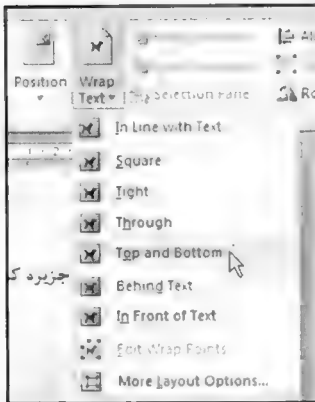 Position
Wrap
Text
Selection Pane
In Line with Text
Square
Tight
Through
Top and Bottom
جزیره
Behind Text
In Front of Text
Edit Wrap Points
More Layout Options...